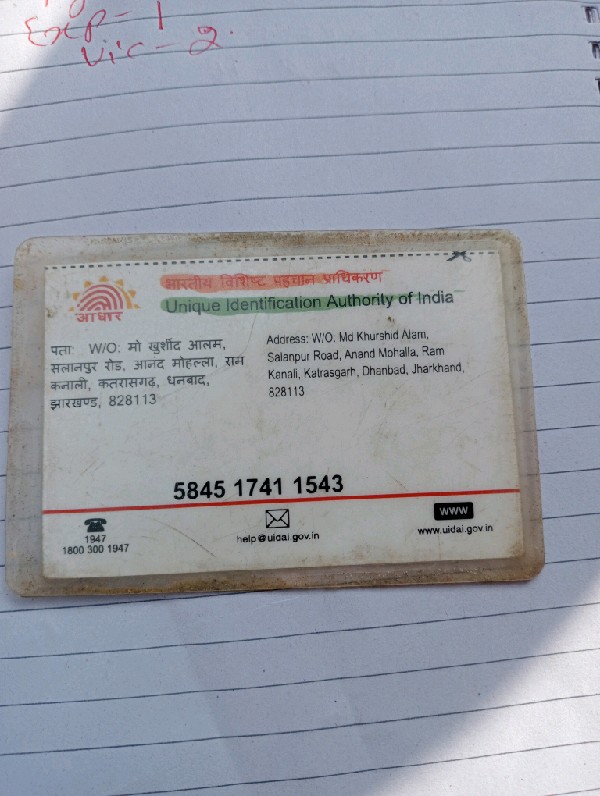 Exp - 1
Vic - 2.
भारतीय विशिष्ट पहचान प्राधिकरण
Unique Identification Authority of India
आधार
पता: W/O: मो खुर्शीद आलम,
सलानपुर रोड, आनंद मोहल्ला, राम
कनाली, कतरासगढ़, धनबाद,
झारखण्ड, 828113
Address: W/O: Md Khurshid Alam,
Salanpur Road, Anand Mohalla, Ram
Kanali, Katrasgarh, Dhanbad, Jharkhand,
828113
5845 1741 1543
1947
1800 300 1947
help@uidai.gov.in
WWW
www.uidai.gov.in